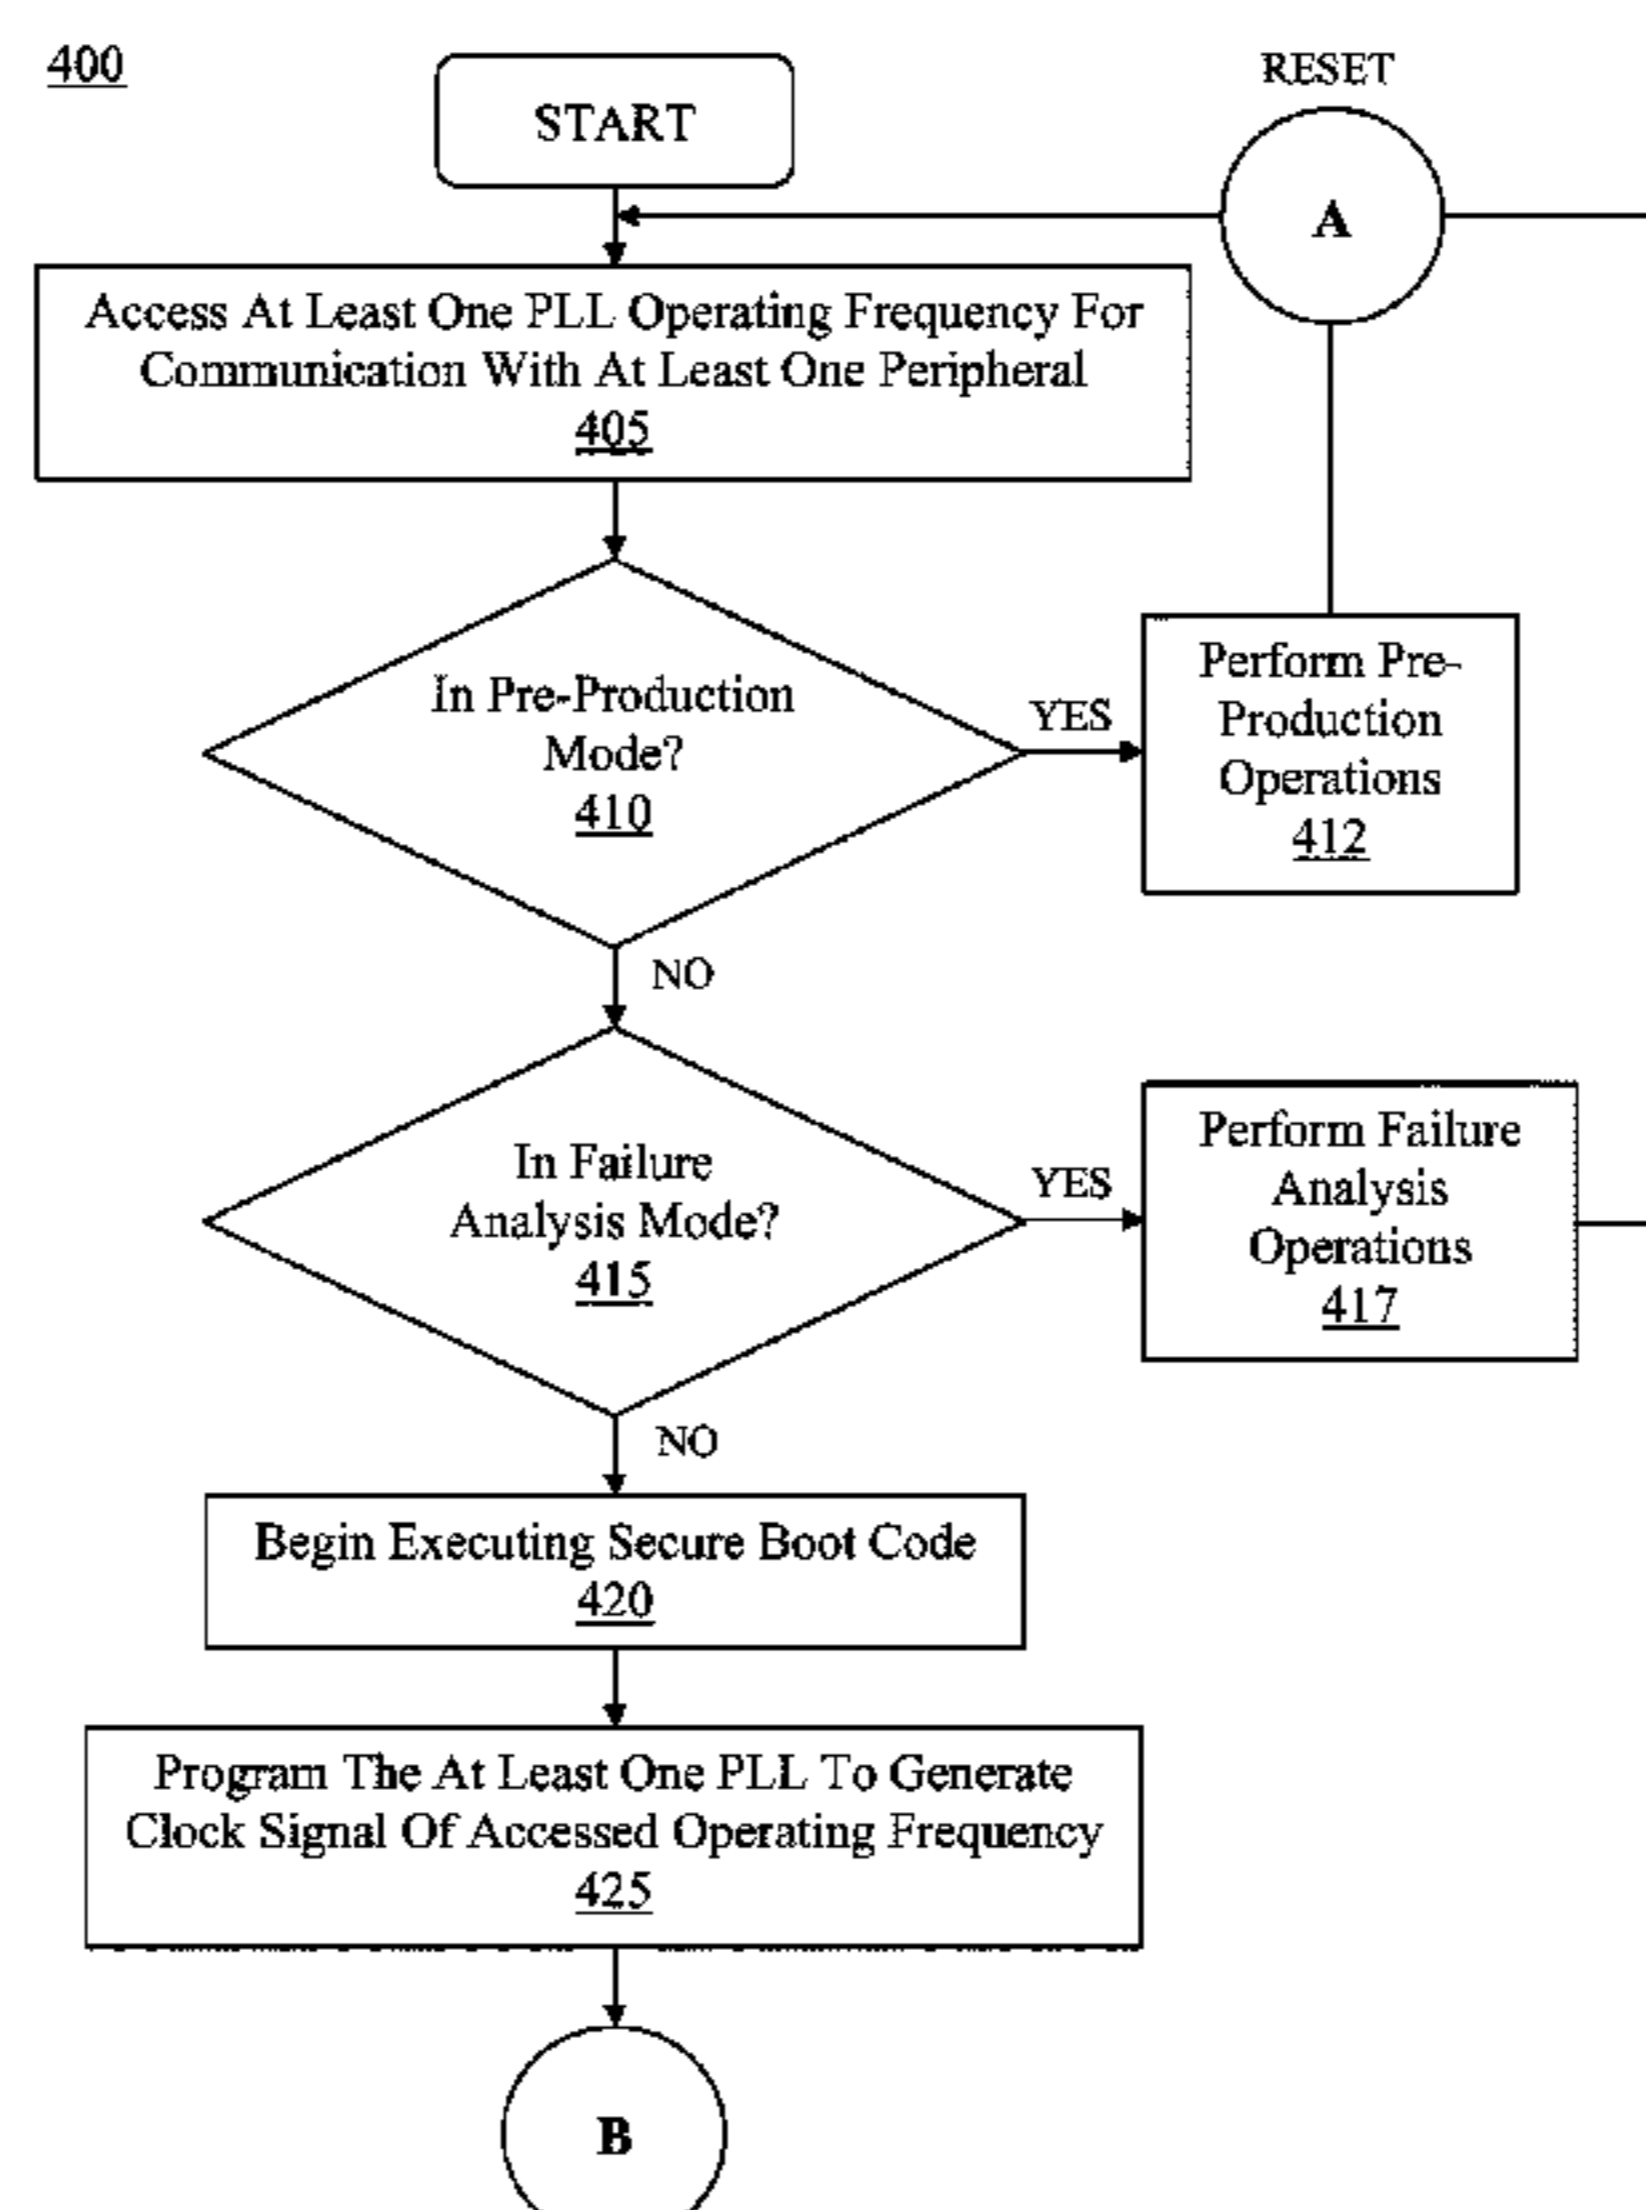 400
START
RESET
A
Access At Least One PLL Operating Frequency For
Communication With At Least One Peripheral
405
In Pre-Production
Mode?
410
YES
Perform Pre-
Production
Operations
412
NO
In Failure
Analysis Mode?
415
YES
Perform Failure
Analysis
Operations
417
NO
Begin Executing Secure Boot Code
420
Program The At Least One PLL To Generate
Clock Signal Of Accessed Operating Frequency
425
B